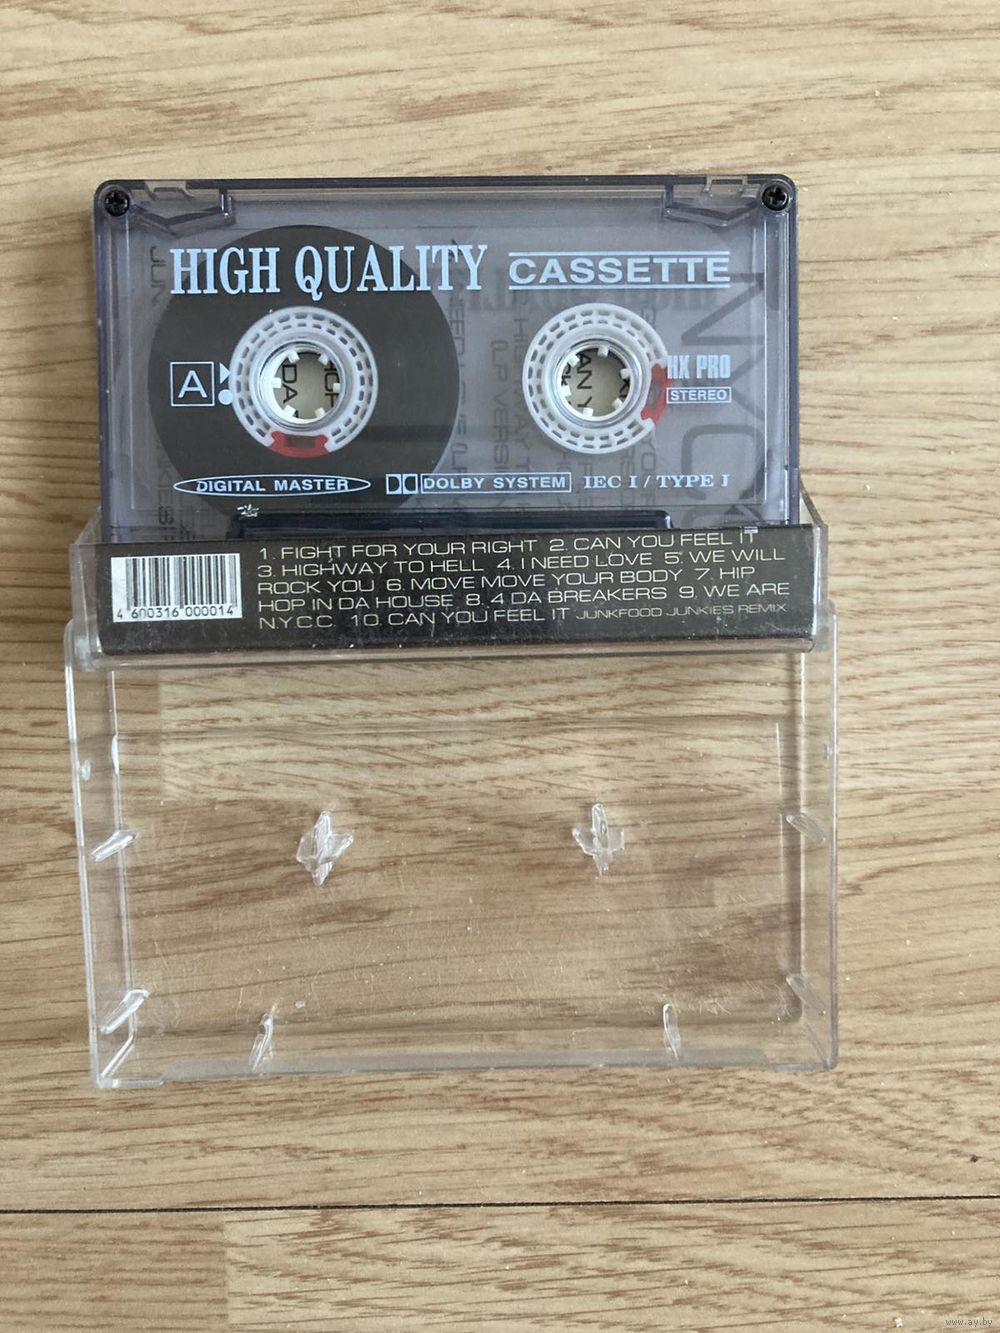 HIGH QUALITY CASSETTE
A
HX PRO
STEREO
DIGITAL MASTER DOLBY SYSTEM IEC I / TYPE I
1. FIGHT FOR YOUR RIGHT 2. CAN YOU FEEL IT
3. HIGHWAY TO HELL 4. I NEED LOVE 5. WE WILL
ROCK YOU 6. MOVE MOVE YOUR BODY 7. HIP
HOP IN DA HOUSE 8. 4 DA BREAKERS 9. WE ARE
N.Y.C.C. 10. CAN YOU FEEL IT JUNKFOOD JUNKIES REMIX
4 600316 000014
www.ay.by